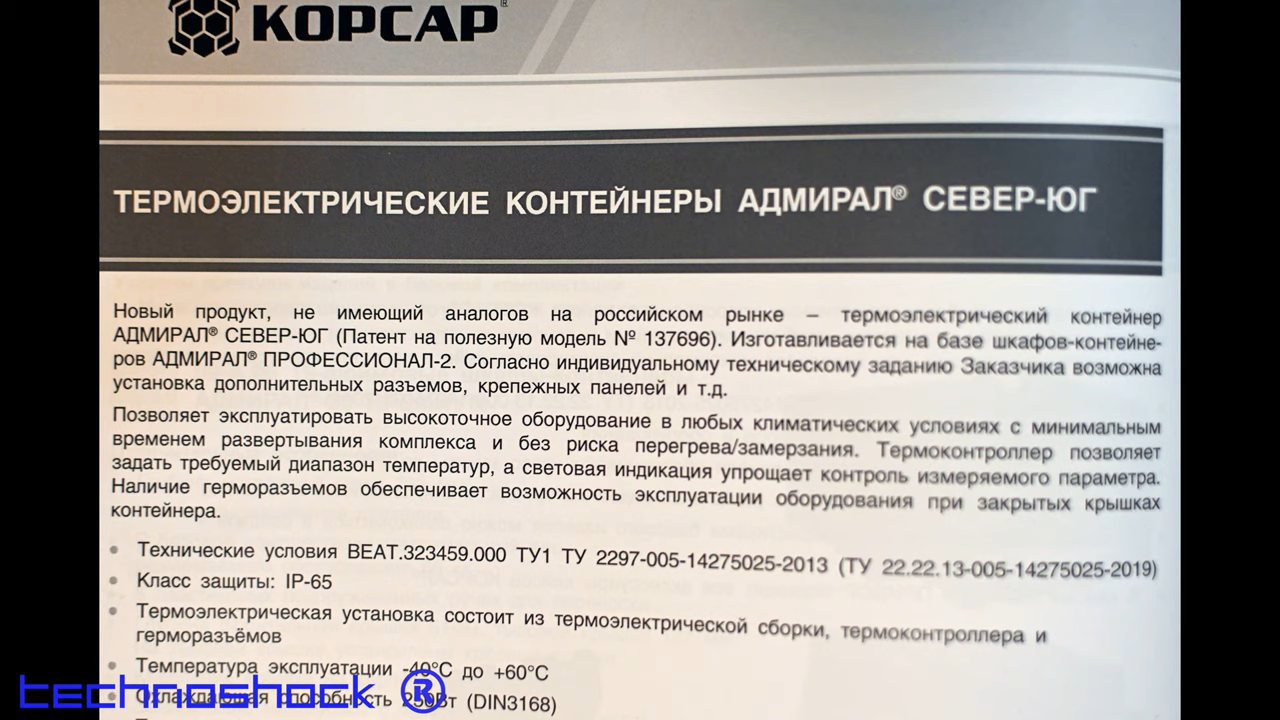 КОРСАР®
ТЕРМОЭЛЕКТРИЧЕСКИЕ КОНТЕЙНЕРЫ АДМИРАЛ® СЕВЕР-ЮГ
Новый продукт, не имеющий аналогов на российском рынке – термоэлектрический контейнер
АДМИРАЛ® СЕВЕР-ЮГ (Патент на полезную модель № 137696). Изготавливается на базе шкафов-контейне-
ров АДМИРАЛ® ПРОФЕССИОНАЛ-2. Согласно индивидуальному техническому заданию Заказчика возможна
установка дополнительных разъемов, крепежных панелей и т.д.
Позволяет эксплуатировать высокоточное оборудование в любых климатических условиях с минимальным
временем развертывания комплекса и без риска перегрева/замерзания. Термоконтроллер позволяет
задать требуемый диапазон температур, а световая индикация упрощает контроль измеряемого параметра.
Наличие герморазъемов обеспечивает возможность эксплуатации оборудования при закрытых крышках
контейнера.
• Технические условия ВЕАТ.323459.000 ТУ1 ТУ 2297-005-14275025-2013 (ТУ 22.22.13-005-14275025-2019)
• Класс защиты: IP-65
• Термоэлектрическая установка состоит из термоэлектрической сборки, термоконтроллера и
герморазъёмов
• Температура эксплуатации -40°C до +60°C
• Охлаждающая способность 250Вт (DIN3168)
technoshock ®